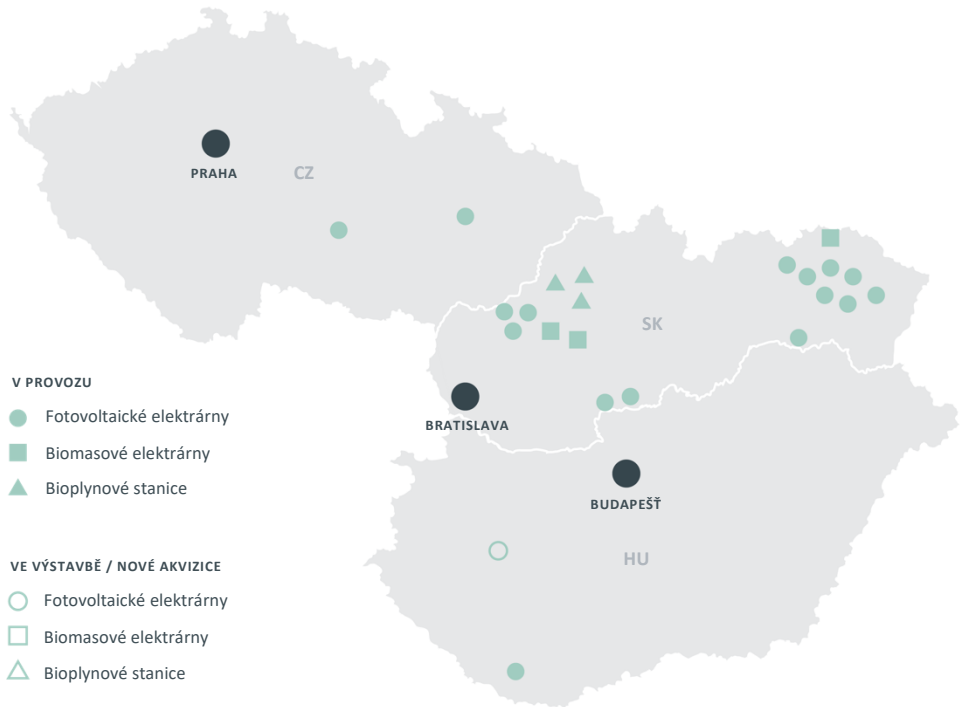 PRAHA
CZ
SK
BRATISLAVA
BUDAPEŠŤ
HU
V PROVOZU
Fotovoltaické elektrárny
Biomasové elektrárny
Bioplynové stanice
VE VÝSTAVBĚ / NOVÉ AKVIZICE
Fotovoltaické elektrárny
Biomasové elektrárny
Bioplynové stanice